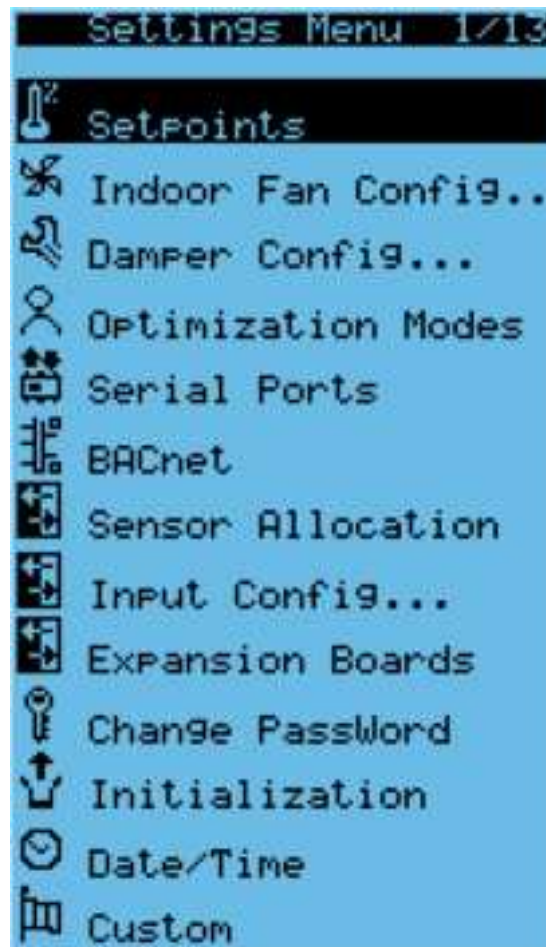 Settings Menu 1/13
Setpoints
Indoor Fan Config..
Damper Config...
Optimization Modes
Serial Ports
BACnet
Sensor Allocation
Input Config...
Expansion Boards
Change PassWord
Initialization
Date/Time
Custom